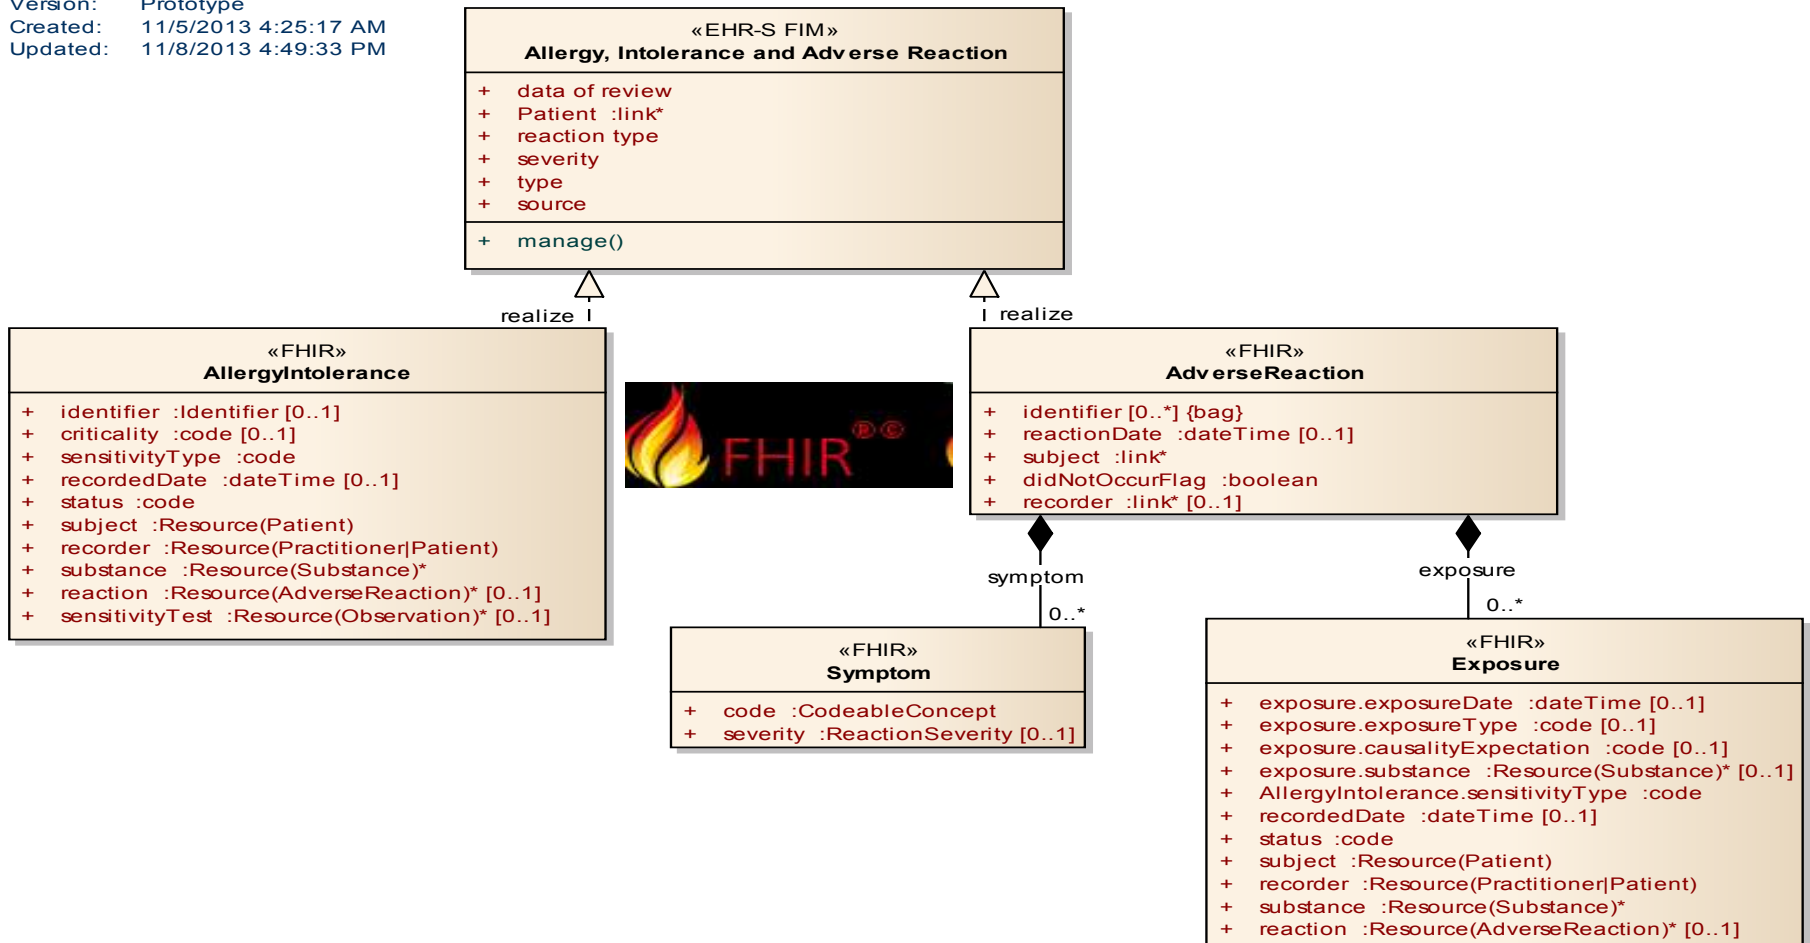 Version: Prototype
Created: 11/5/2013 4:25:17 AM
Updated: 11/8/2013 4:49:33 PM
«EHR-S FIM»
Allergy, Intolerance and Adverse Reaction
+ data of review
+ Patient :link*
+ reaction type
+ severity
+ type
+ source
+ manage()
realize
realize
«FHIR»
AllergyIntolerance
+ identifier :Identifier [0..1]
+ criticality :code [0..1]
+ sensitivityType :code
+ recordedDate :dateTime [0..1]
+ status :code
+ subject :Resource(Patient)
+ recorder :Resource(Practitioner|Patient)
+ substance :Resource(Substance)*
+ reaction :Resource(AdverseReaction)* [0..1]
+ sensitivityTest :Resource(Observation)* [0..1]
FHIR®©
«FHIR»
AdverseReaction
+ identifier [0..*] {bag}
+ reactionDate :dateTime [0..1]
+ subject :link*
+ didNotOccurFlag :boolean
+ recorder :link* [0..1]
symptom
0..*
exposure
0..*
«FHIR»
Symptom
+ code :CodeableConcept
+ severity :ReactionSeverity [0..1]
«FHIR»
Exposure
+ exposure.exposureDate :dateTime [0..1]
+ exposure.exposureType :code [0..1]
+ exposure.causalityExpectation :code [0..1]
+ exposure.substance :Resource(Substance)* [0..1]
+ AllergyIntolerance.sensitivityType :code
+ recordedDate :dateTime [0..1]
+ status :code
+ subject :Resource(Patient)
+ recorder :Resource(Practitioner|Patient)
+ substance :Resource(Substance)*
+ reaction :Resource(AdverseReaction)* [0..1]